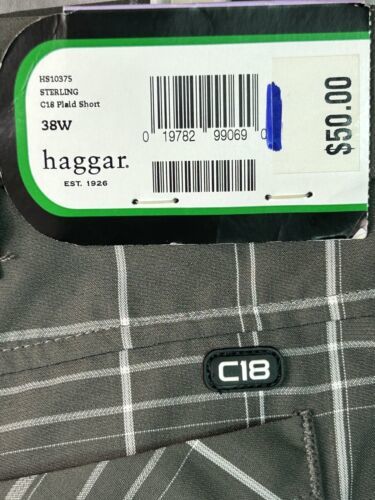 HS10375
STERLING
C18 Plaid Short
38W
haggar.
EST. 1926
0 19782 99069 0
$50.00
C18